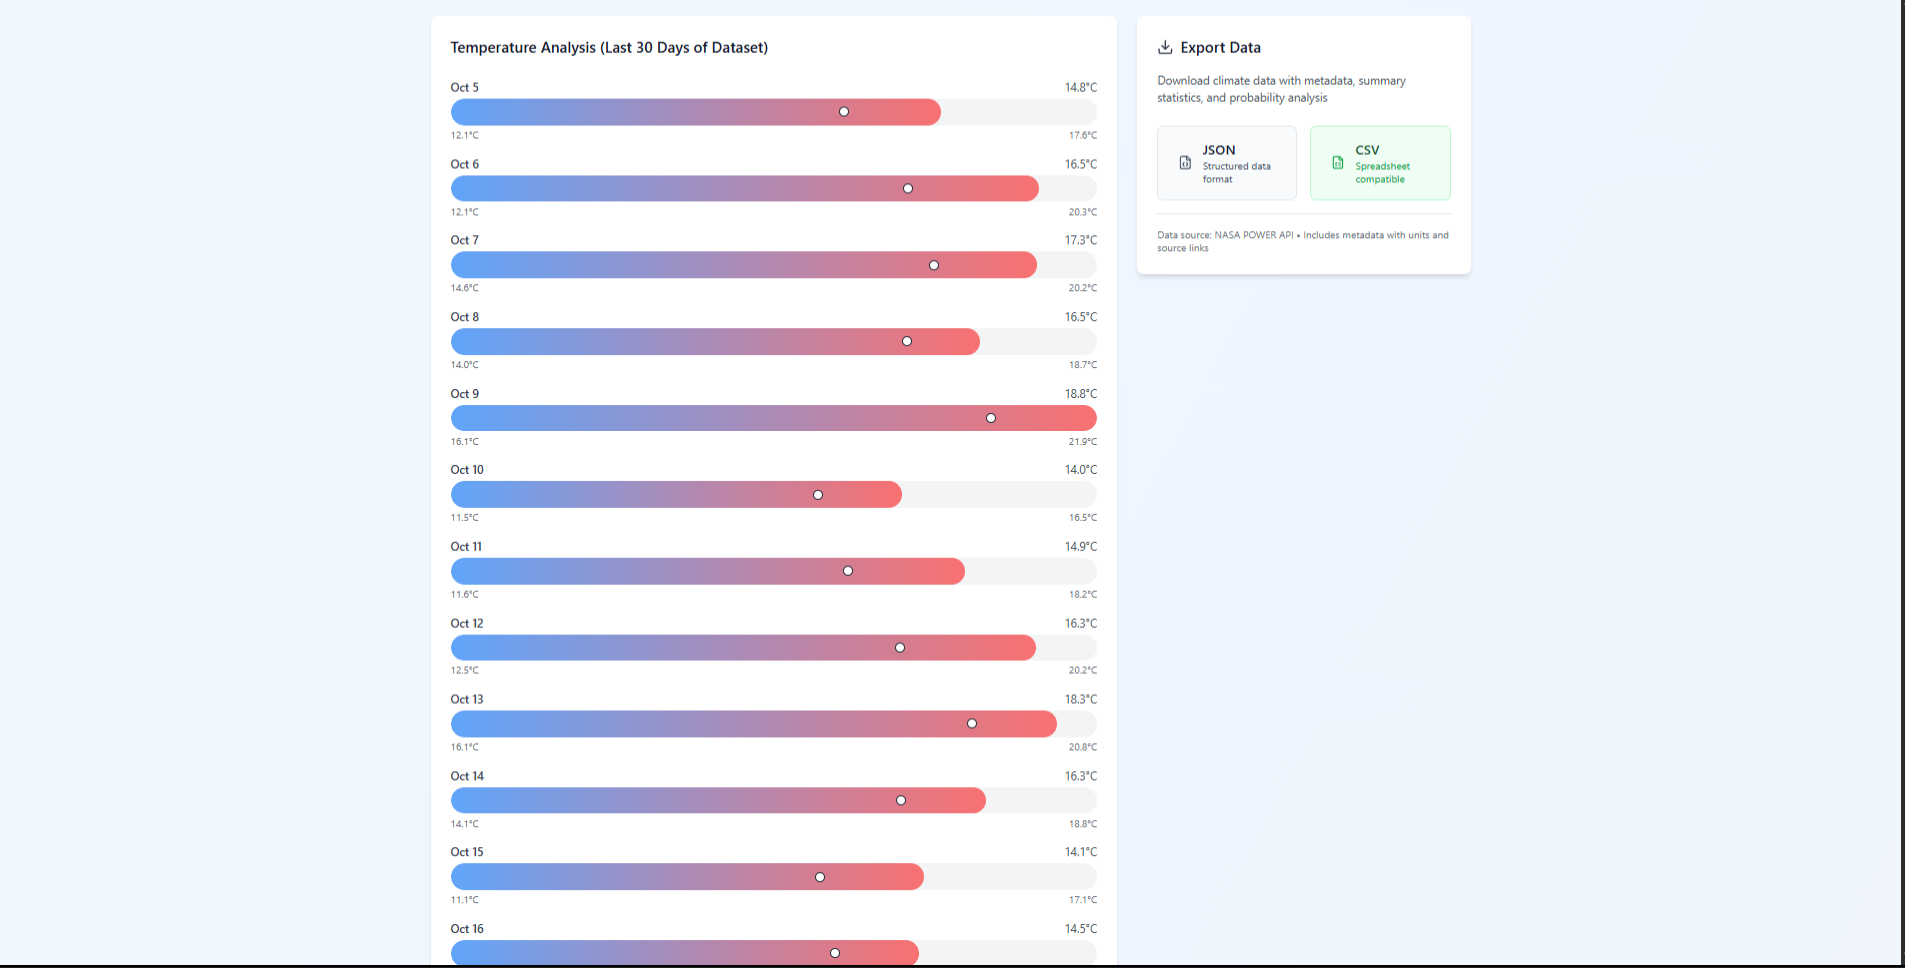 Temperature Analysis (Last 30 Days of Dataset)
Oct 5 14.8°C
12.1°C 17.6°C
Oct 6 16.5°C
12.1°C 20.3°C
Oct 7 17.3°C
14.6°C 20.2°C
Oct 8 16.5°C
14.0°C 18.7°C
Oct 9 18.8°C
16.1°C 21.9°C
Oct 10 14.0°C
11.5°C 16.5°C
Oct 11 14.9°C
11.6°C 18.2°C
Oct 12 16.3°C
12.5°C 20.2°C
Oct 13 18.3°C
16.1°C 20.8°C
Oct 14 16.3°C
14.1°C 18.8°C
Oct 15 14.1°C
11.1°C 17.1°C
Oct 16 14.5°C
Export Data
Download climate data with metadata, summary
statistics, and probability analysis
JSON
Structured data
format
CSV
Spreadsheet
compatible
Data source: NASA POWER API • Includes metadata with units and
source links